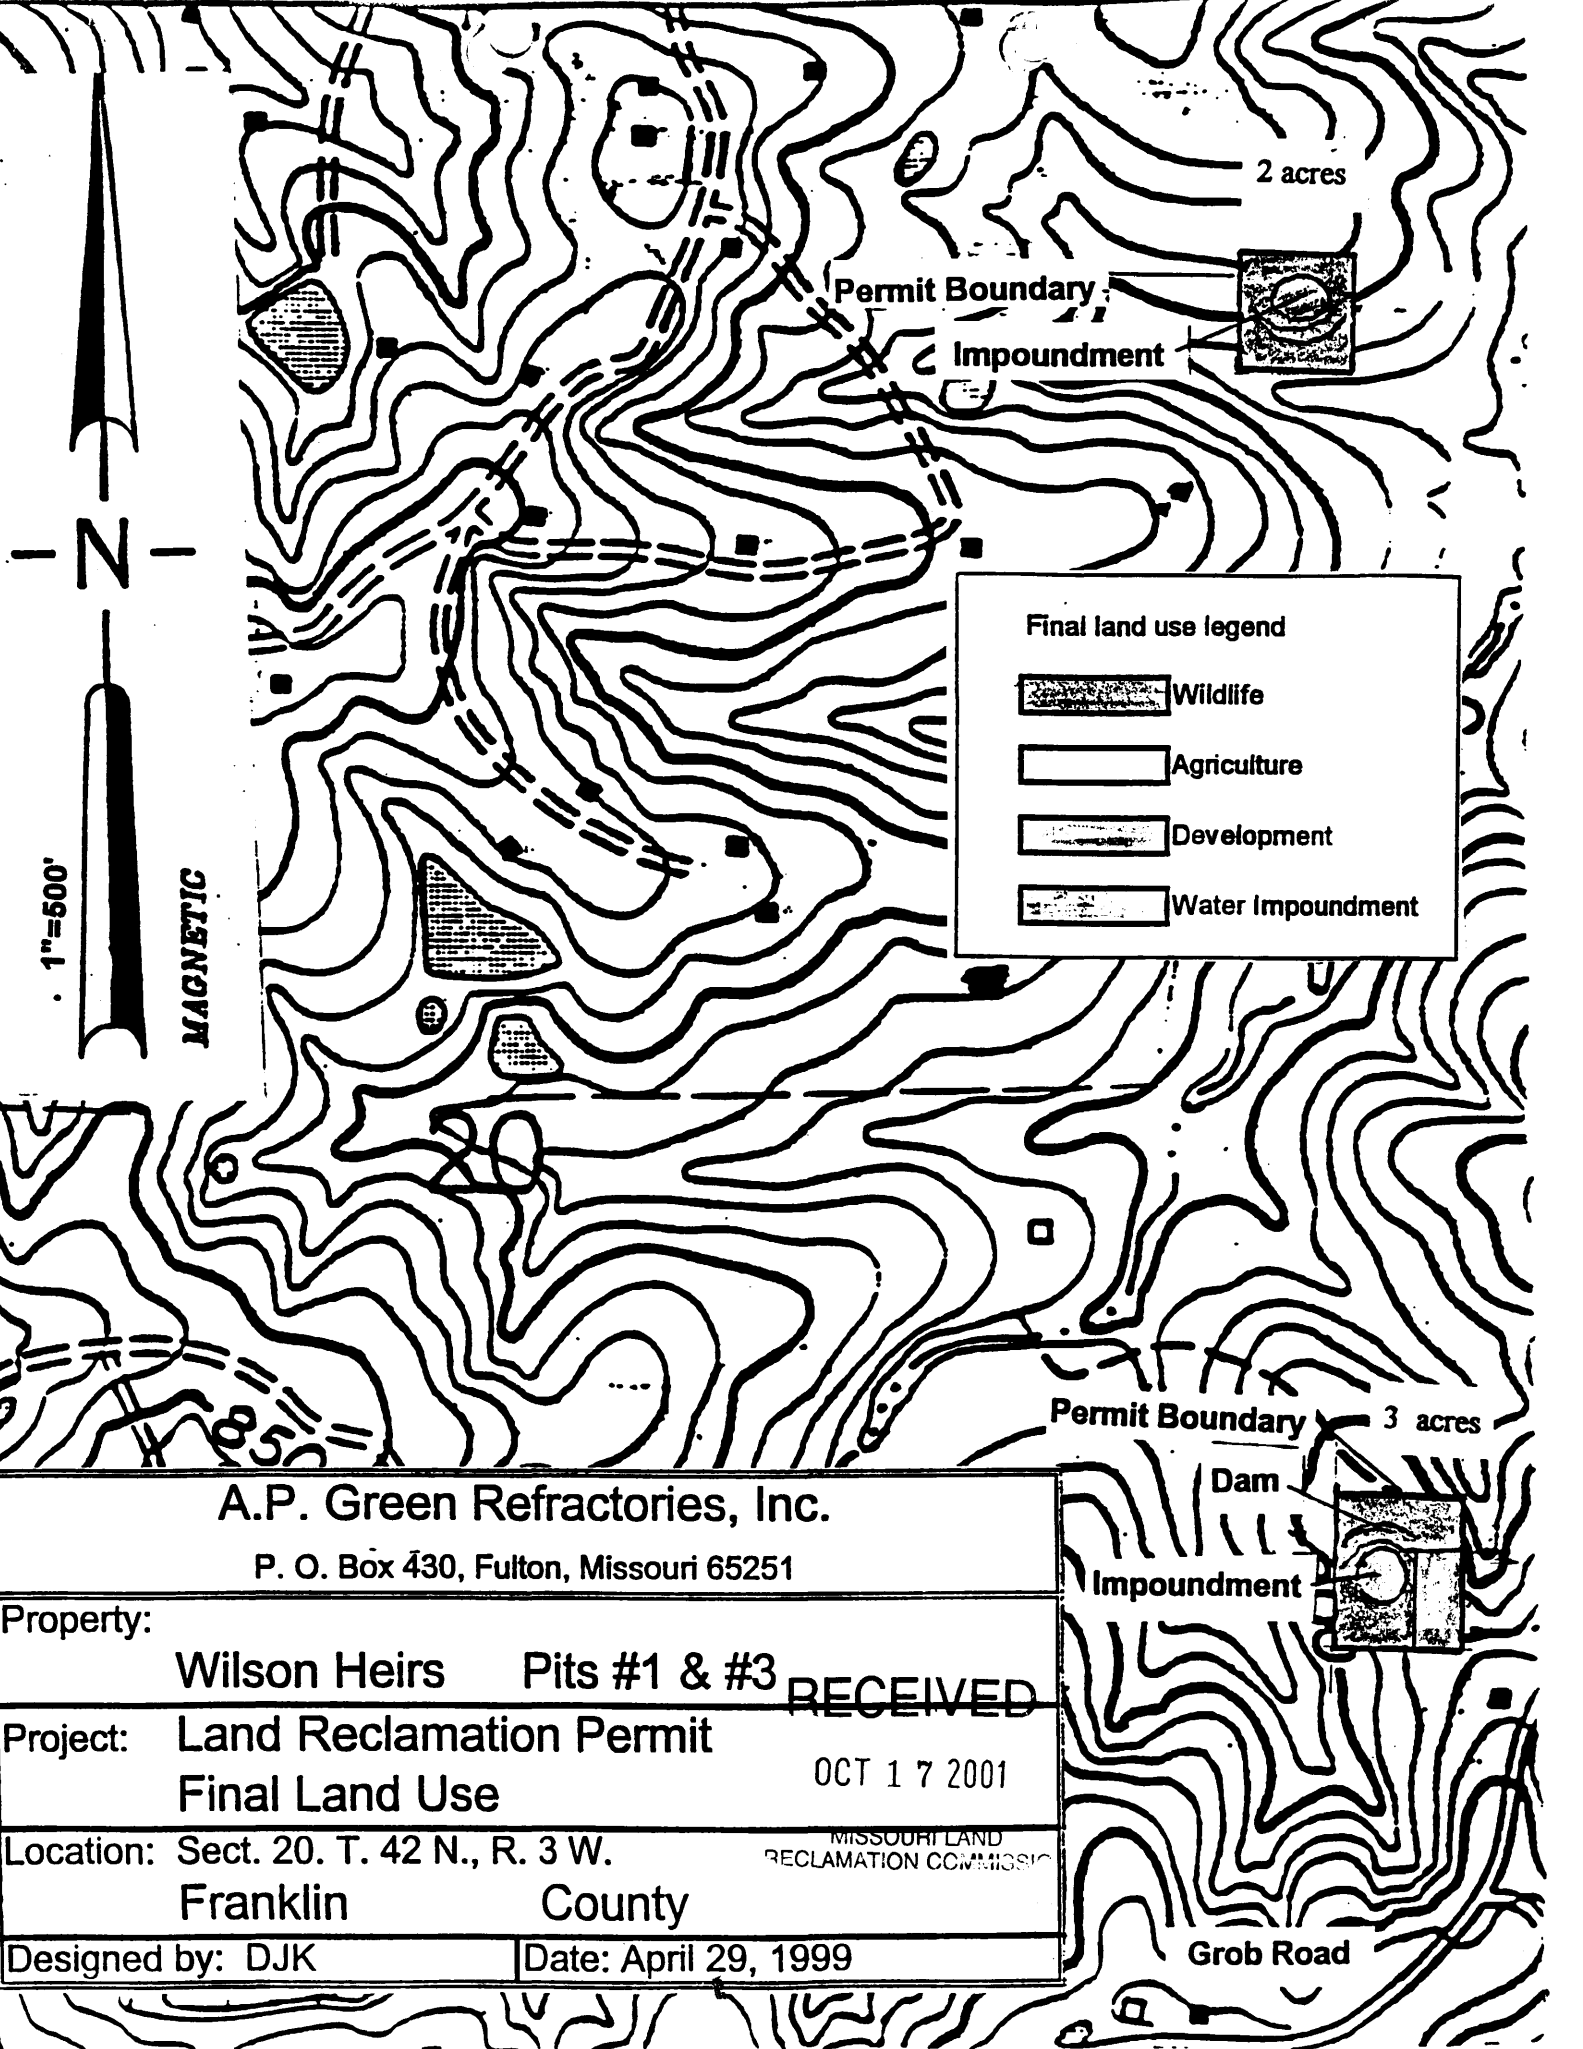 2 acres
Permit Boundary
Impoundment
N
Final land use legend
Wildlife
Agriculture
Development
Water Impoundment
1"=500'
MAGNETIC
20
850
Permit Boundary
3 acres
Dam
Impoundment
A.P. Green Refractories, Inc.
P. O. Box 430, Fulton, Missouri 65251
Property:
Wilson Heirs Pits #1 & #3
RECEIVED
Project: Land Reclamation Permit
Final Land Use
OCT 17 2001
MISSOURI LAND
RECLAMATION COMMISSIO
Location: Sect. 20. T. 42 N., R. 3 W.
Franklin County
Designed by: DJK
Date: April 29, 1999
Grob Road